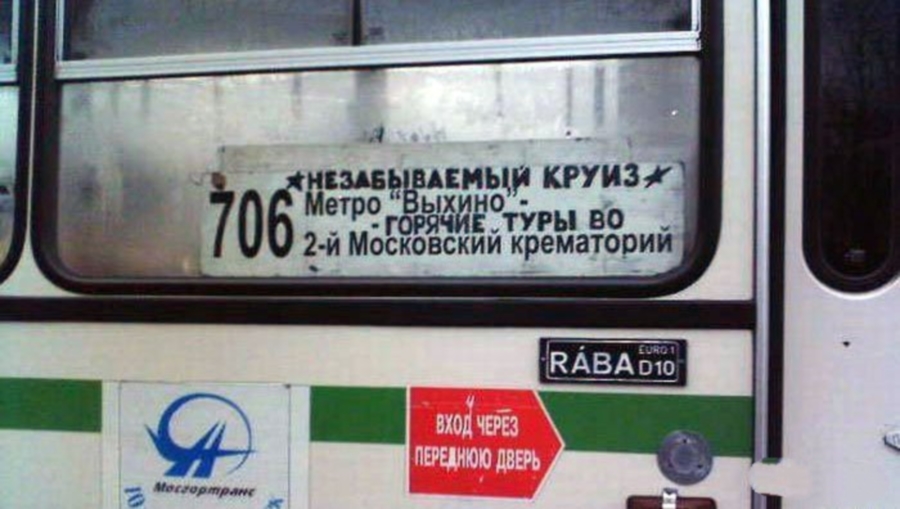 ★НЕЗАБЫВАЕМЫЙ КРУИЗ★
706 Метро "Выхино"-
- ГОРЯЧИЕ ТУРЫ ВО
2-й Московский крематорий
RÁBA EURO 1 D10
ВХОД ЧЕРЕЗ
ПЕРЕДНЮЮ ДВЕРЬ
Мосгортранс